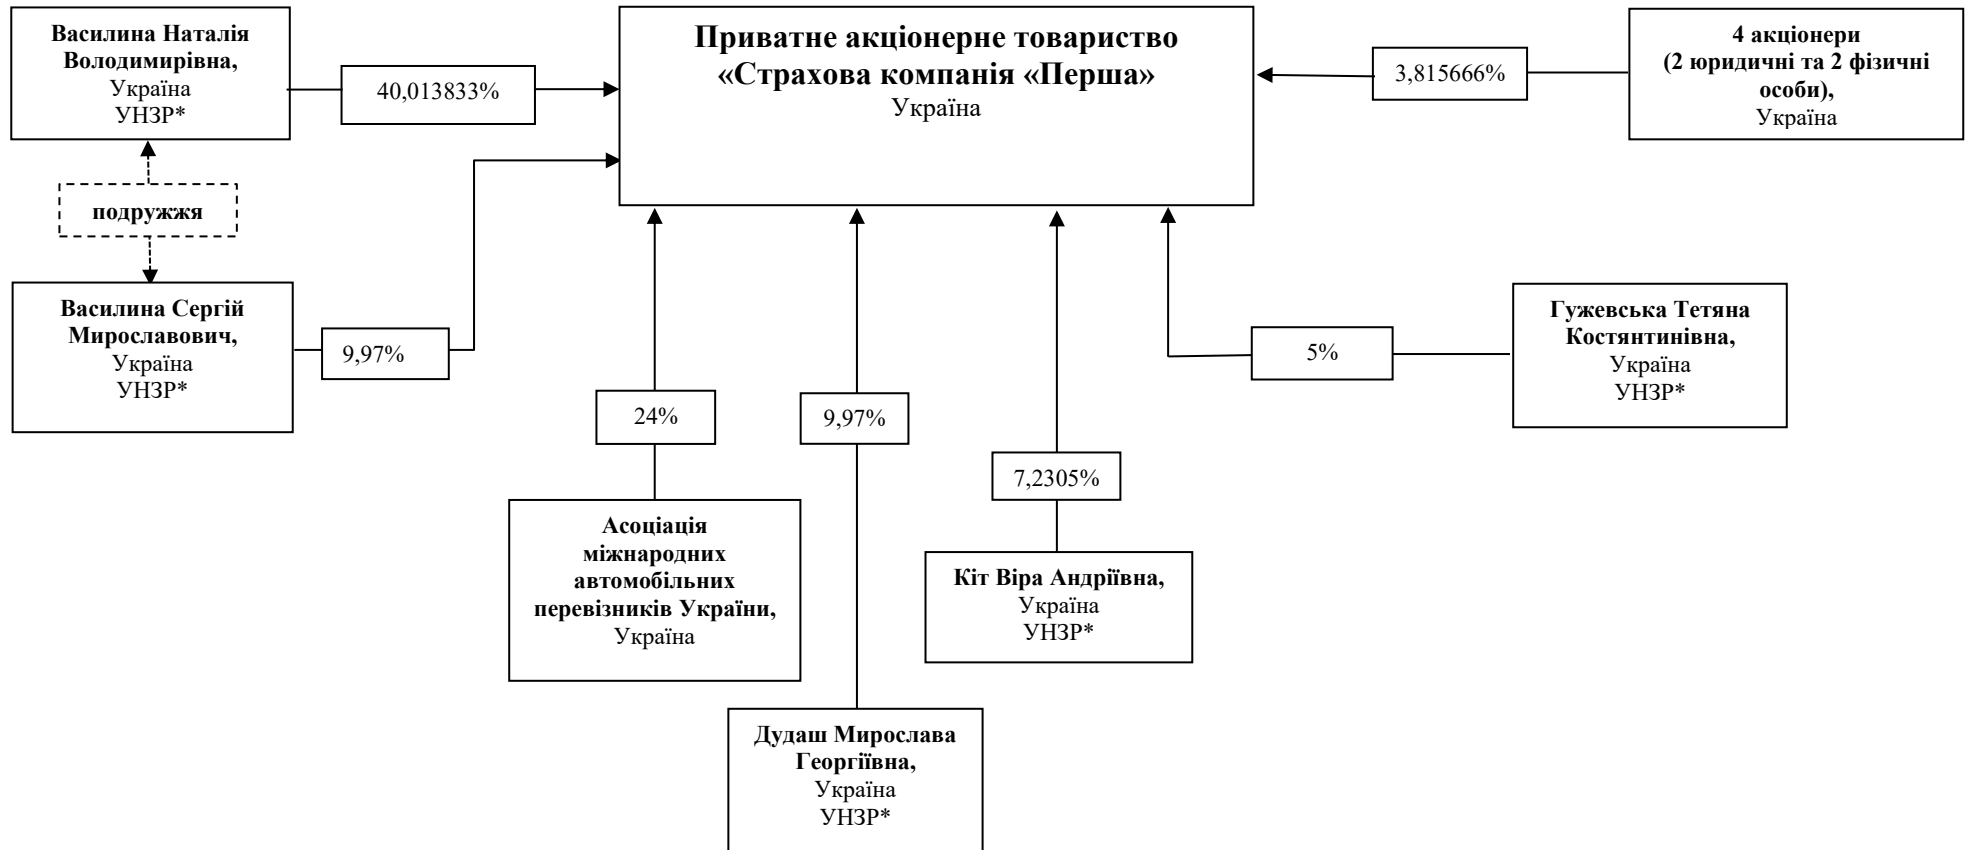 Василина Наталія
Володимирівна,
Україна
УНЗР*
40,013833%
Приватне акціонерне товариство
«Страхова компанія «Перша»
Україна
3,815666%
4 акціонери
(2 юридичні та 2 фізичні
особи),
Україна
подружжя
Василина Сергій
Мирославович,
Україна
УНЗР*
9,97%
24%
9,97%
7,2305%
5%
Гужевська Тетяна
Костянтинівна,
Україна
УНЗР*
Асоціація
міжнародних
автомобільних
перевізників України,
Україна
Кіт Віра Андріївна,
Україна
УНЗР*
Дудаш Мирослава
Георгіївна,
Україна
УНЗР*